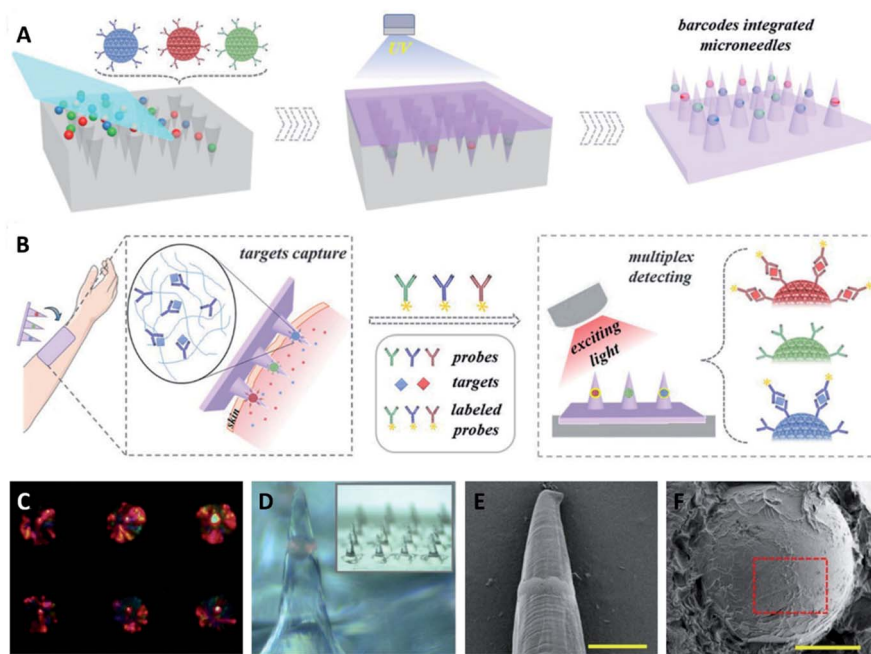 A
UV
barcodes integrated
microneedles
B
targets capture
skin
probes
targets
labeled
probes
multiplex
detecting
exciting
light
C
D
E
F